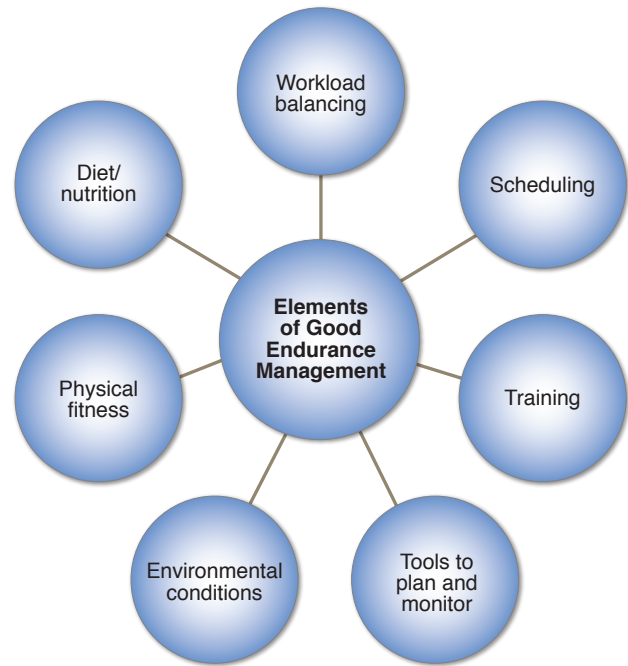 Workload
balancing
Diet/
nutrition
Scheduling
Elements
of Good
Endurance
Management
Physical
fitness
Training
Environmental
conditions
Tools to
plan and
monitor